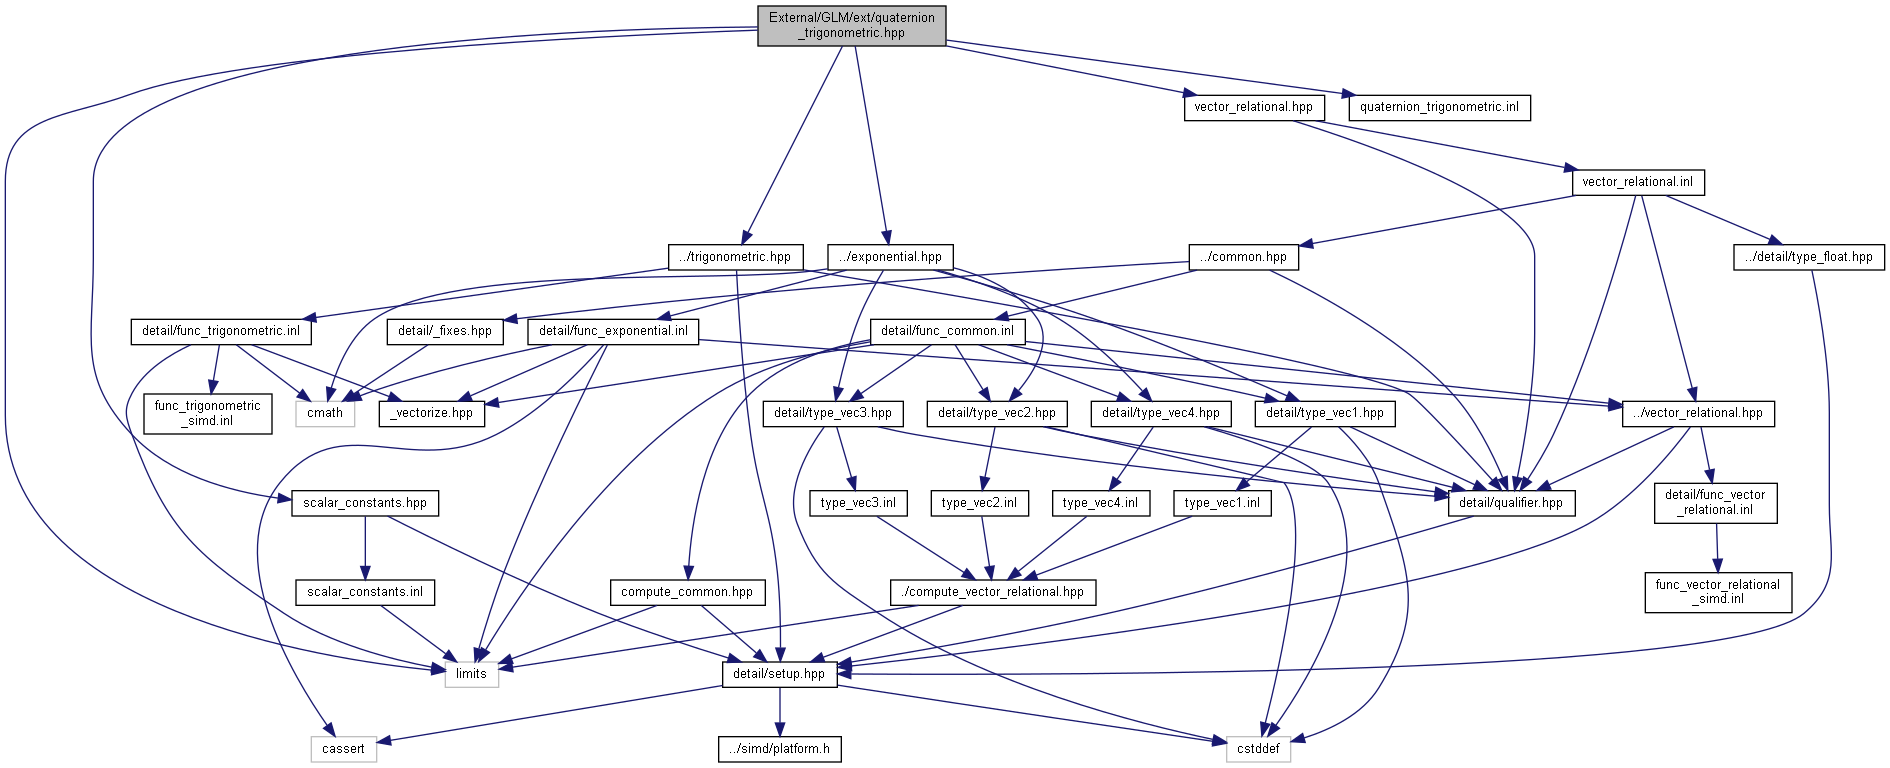 External/GLM/ext/quaternion
_trigonometric.hpp
vector_relational.hpp
quaternion_trigonometric.inl
vector_relational.inl
../trigonometric.hpp
../exponential.hpp
../common.hpp
../detail/type_float.hpp
detail/func_trigonometric.inl
detail/_fixes.hpp
detail/func_exponential.inl
detail/func_common.inl
func_trigonometric
_simd.inl
cmath
_vectorize.hpp
detail/type_vec3.hpp
detail/type_vec2.hpp
detail/type_vec4.hpp
detail/type_vec1.hpp
../vector_relational.hpp
scalar_constants.hpp
type_vec3.inl
type_vec2.inl
type_vec4.inl
type_vec1.inl
detail/qualifier.hpp
detail/func_vector
_relational.inl
scalar_constants.inl
compute_common.hpp
./compute_vector_relational.hpp
func_vector_relational
_simd.inl
limits
detail/setup.hpp
cassert
../simd/platform.h
cstddef